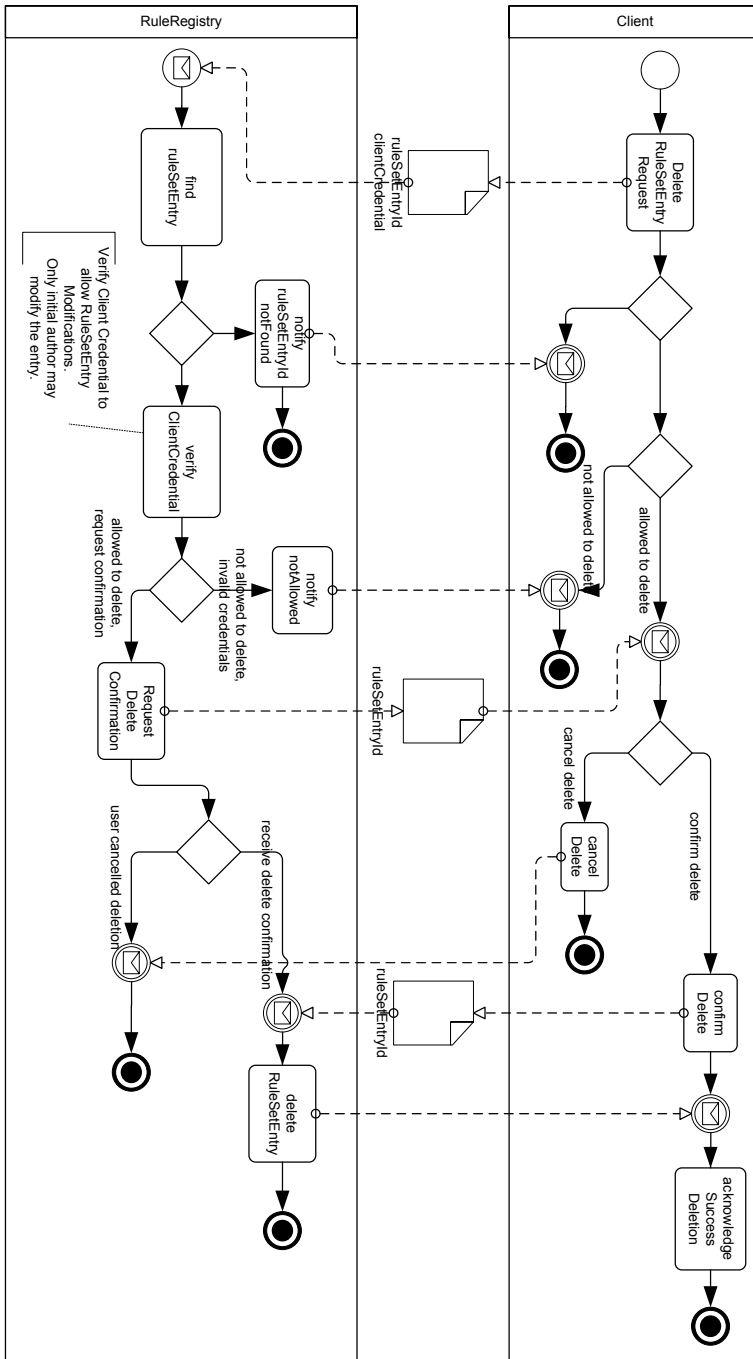 RuleRegistry
Client
Delete
RuleSetEntry
Request
ruleSetEntryId
clientCredential
find
ruleSetEntry
notify
ruleSetEntryId
notFound
Verify Client Credential to
allow RuleSetEntry
Modifications.
Only initial author may
modify the entry.
verify
ClientCredential
not allowed to delete
allowed to delete
notify
notAllowed
not allowed to delete,
invalid credentials
allowed to delete,
request confirmation
Request
Delete
Confirmation
ruleSetEntryId
cancel delete
confirm delete
cancel
Delete
receive delete confirmation
user cancelled deletion
confirm
Delete
ruleSetEntryId
delete
RuleSetEntry
acknowledge
Success
Deletion